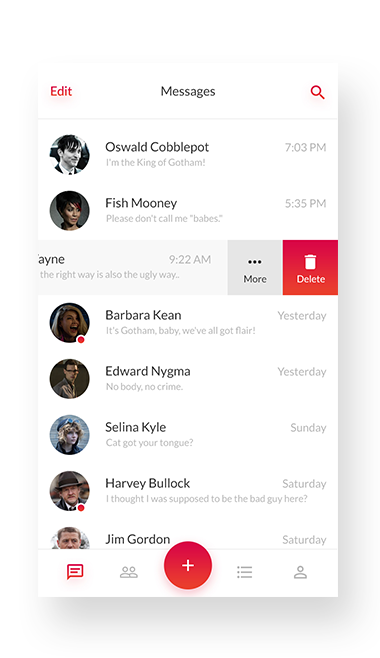 Edit
Messages
Oswald Cobblepot 7:03 PM
I'm the King of Gotham!
Fish Mooney 5:35 PM
Please don't call me "babes."
ayne 9:22 AM
the right way is also the ugly way..
More
Delete
Barbara Kean Yesterday
It's Gotham, baby, we've all got flair!
Edward Nygma Yesterday
No body, no crime.
Selina Kyle Sunday
Cat got your tongue?
Harvey Bullock Saturday
I thought I was supposed to be the bad guy here?
Jim Gordon Saturday